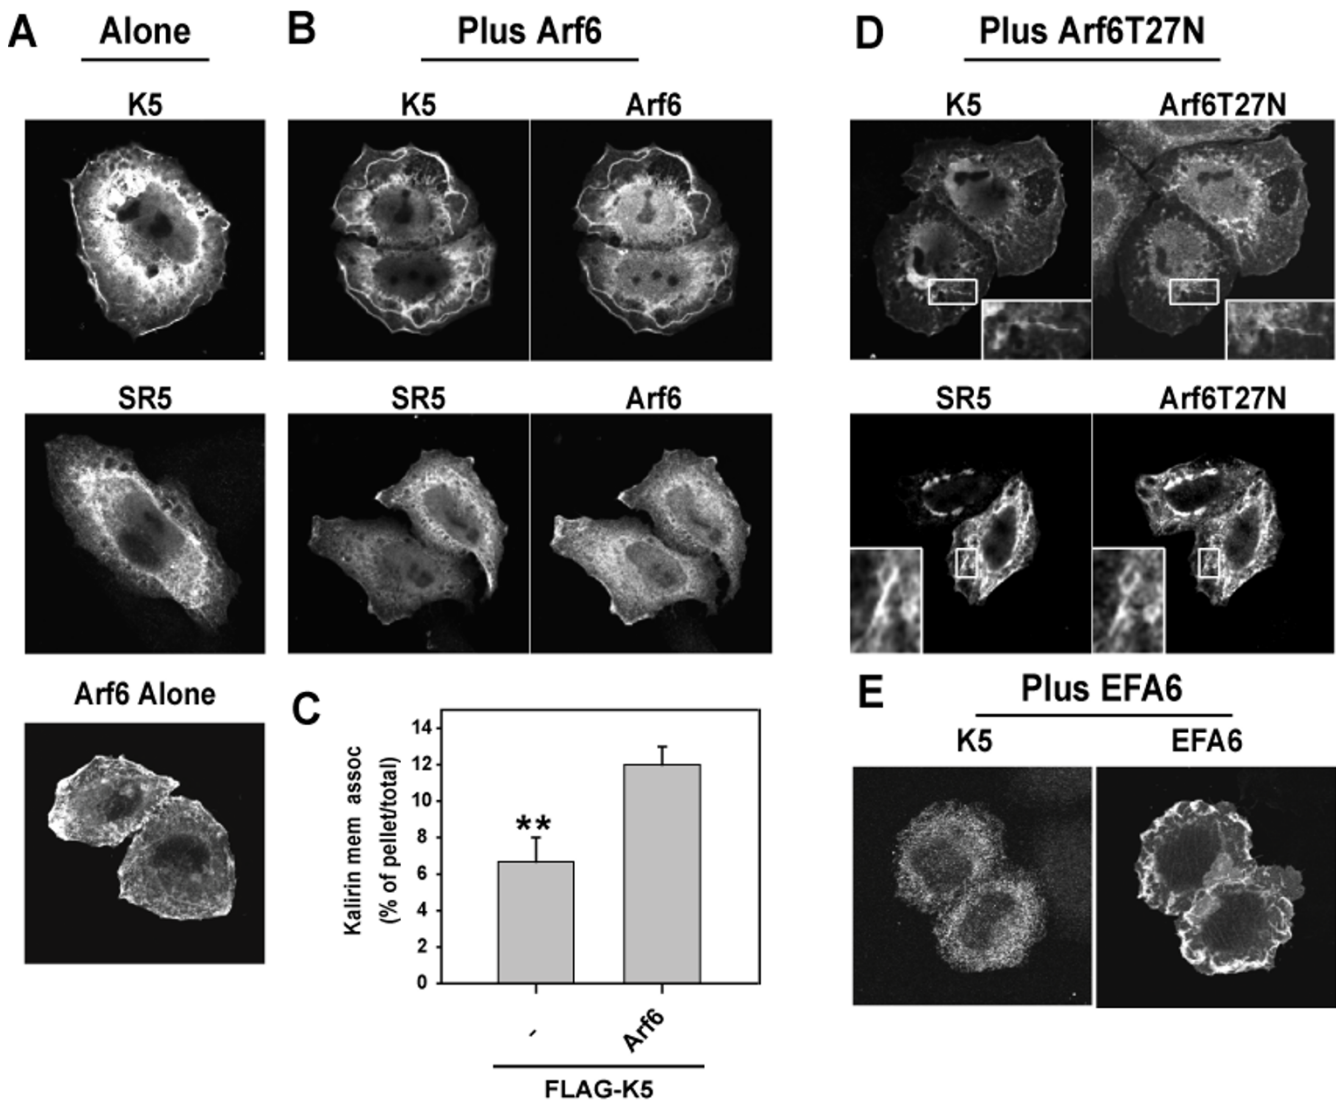 A
Alone
K5
SR5
Arf6 Alone
B
Plus Arf6
K5
Arf6
SR5
Arf6
C
Kalirin mem assoc
(% of pellet/total)
14
12
10
8
6
4
2
0
**
-
Arf6
FLAG-K5
D
Plus Arf6T27N
K5
Arf6T27N
SR5
Arf6T27N
E
Plus EFA6
K5
EFA6